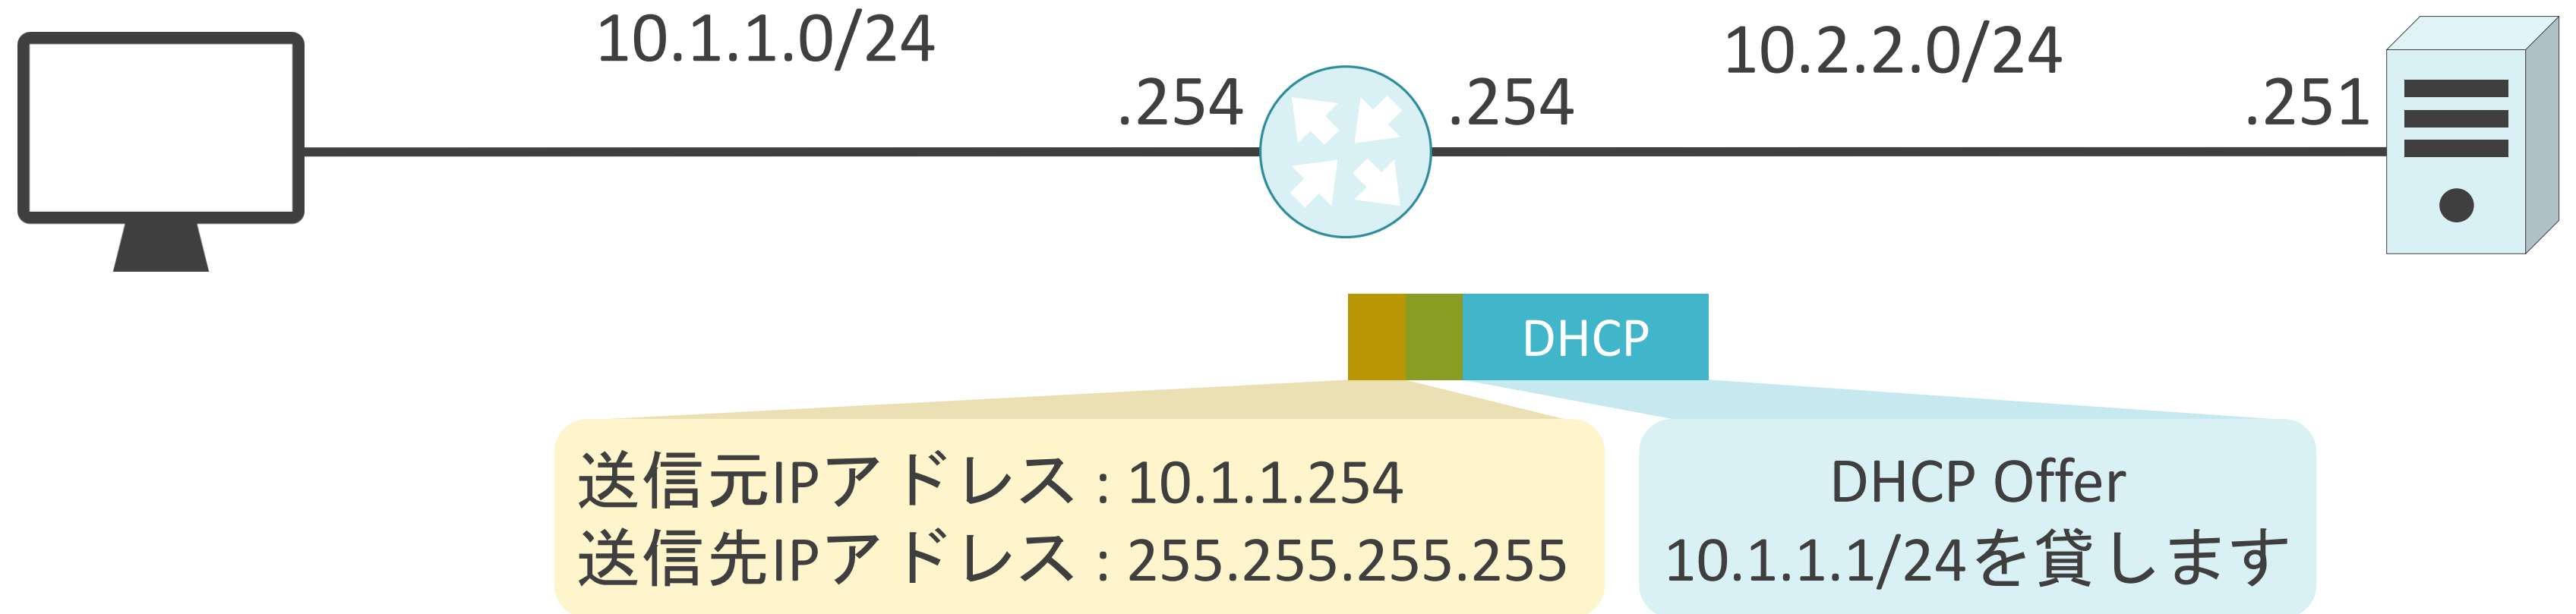 10.1.1.0/24
10.2.2.0/24
.254
.254
.251
DHCP
送信元IPアドレス : 10.1.1.254
送信先IPアドレス : 255.255.255.255
DHCP Offer
10.1.1.1/24を貸します